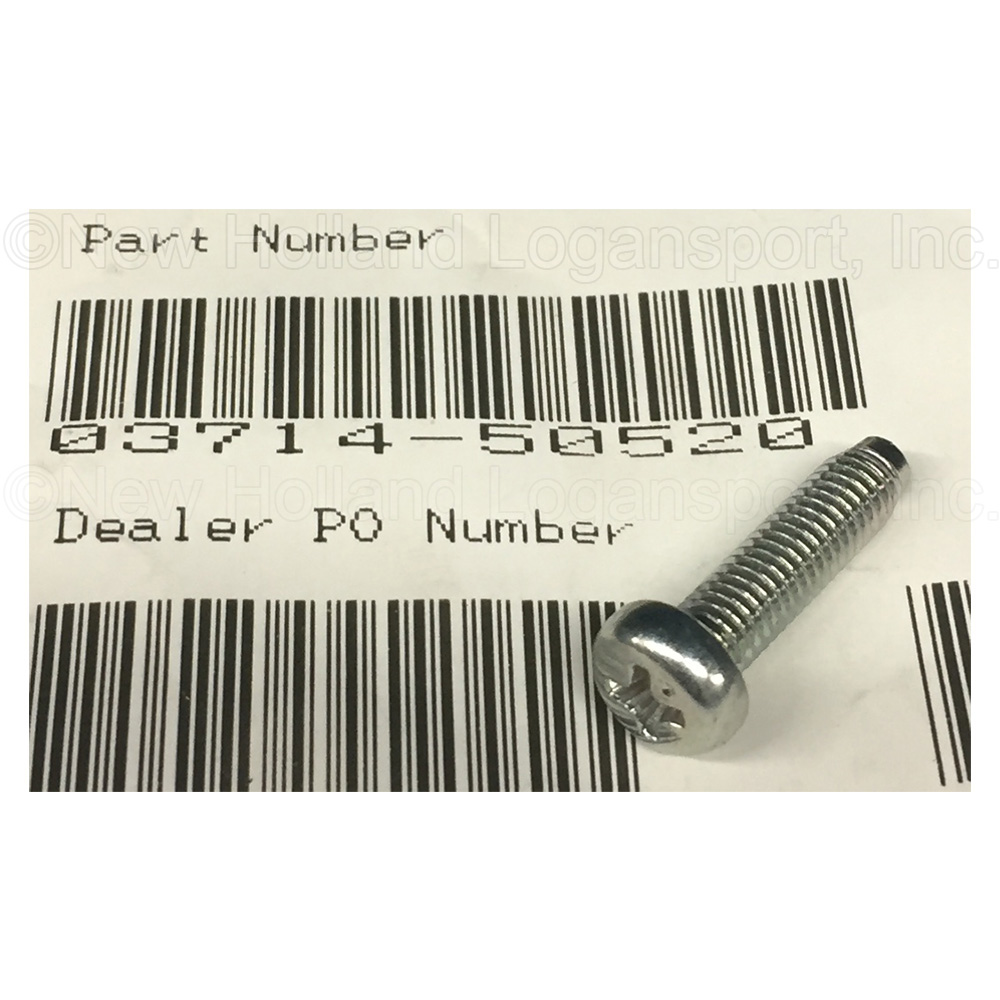 ©New Holland Logansport, Inc.
Part Number
03714-50520
©New Holland Logansport, Inc.
Dealer PO Number